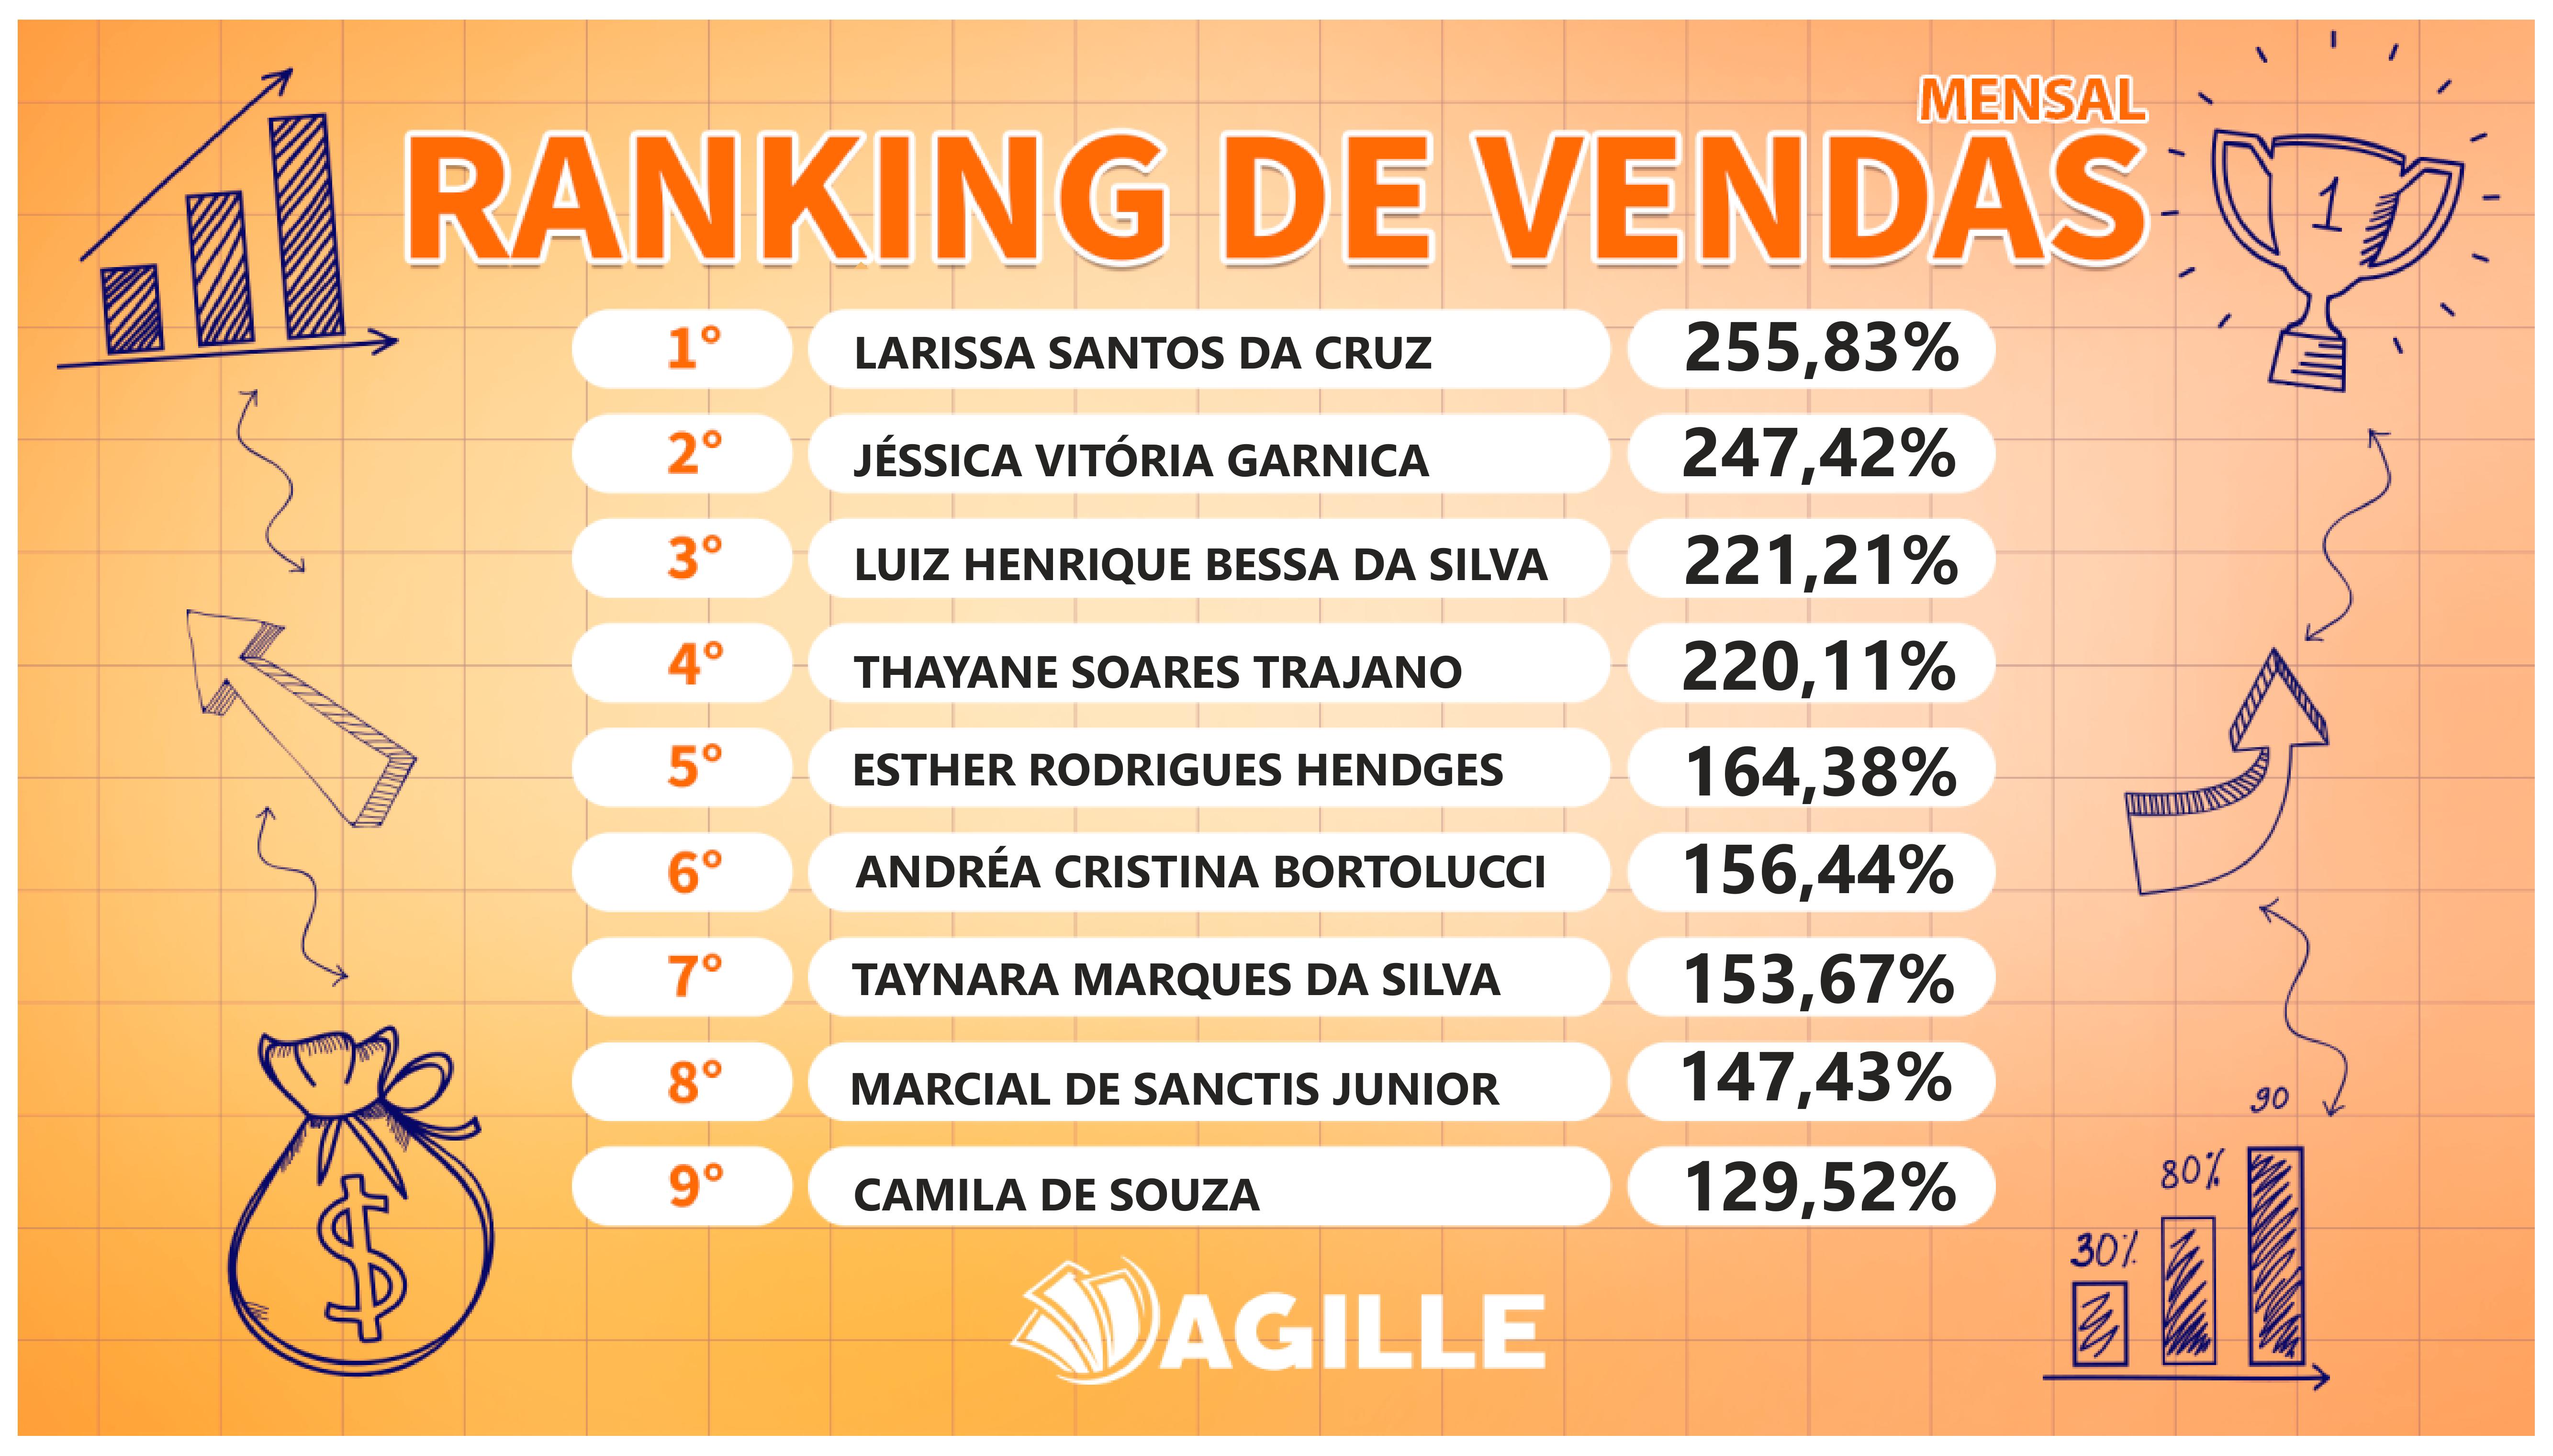 MENSAL
RANKING DE VENDAS
1
1° LARISSA SANTOS DA CRUZ 255,83%
2° JÉSSICA VITÓRIA GARNICA 247,42%
3° LUIZ HENRIQUE BESSA DA SILVA 221,21%
4° THAYANE SOARES TRAJANO 220,11%
5° ESTHER RODRIGUES HENDGES 164,38%
6° ANDRÉA CRISTINA BORTOLUCCI 156,44%
7° TAYNARA MARQUES DA SILVA 153,67%
8° MARCIAL DE SANCTIS JUNIOR 147,43%
9° CAMILA DE SOUZA 129,52%
$
90
80%
30%
AGILLE